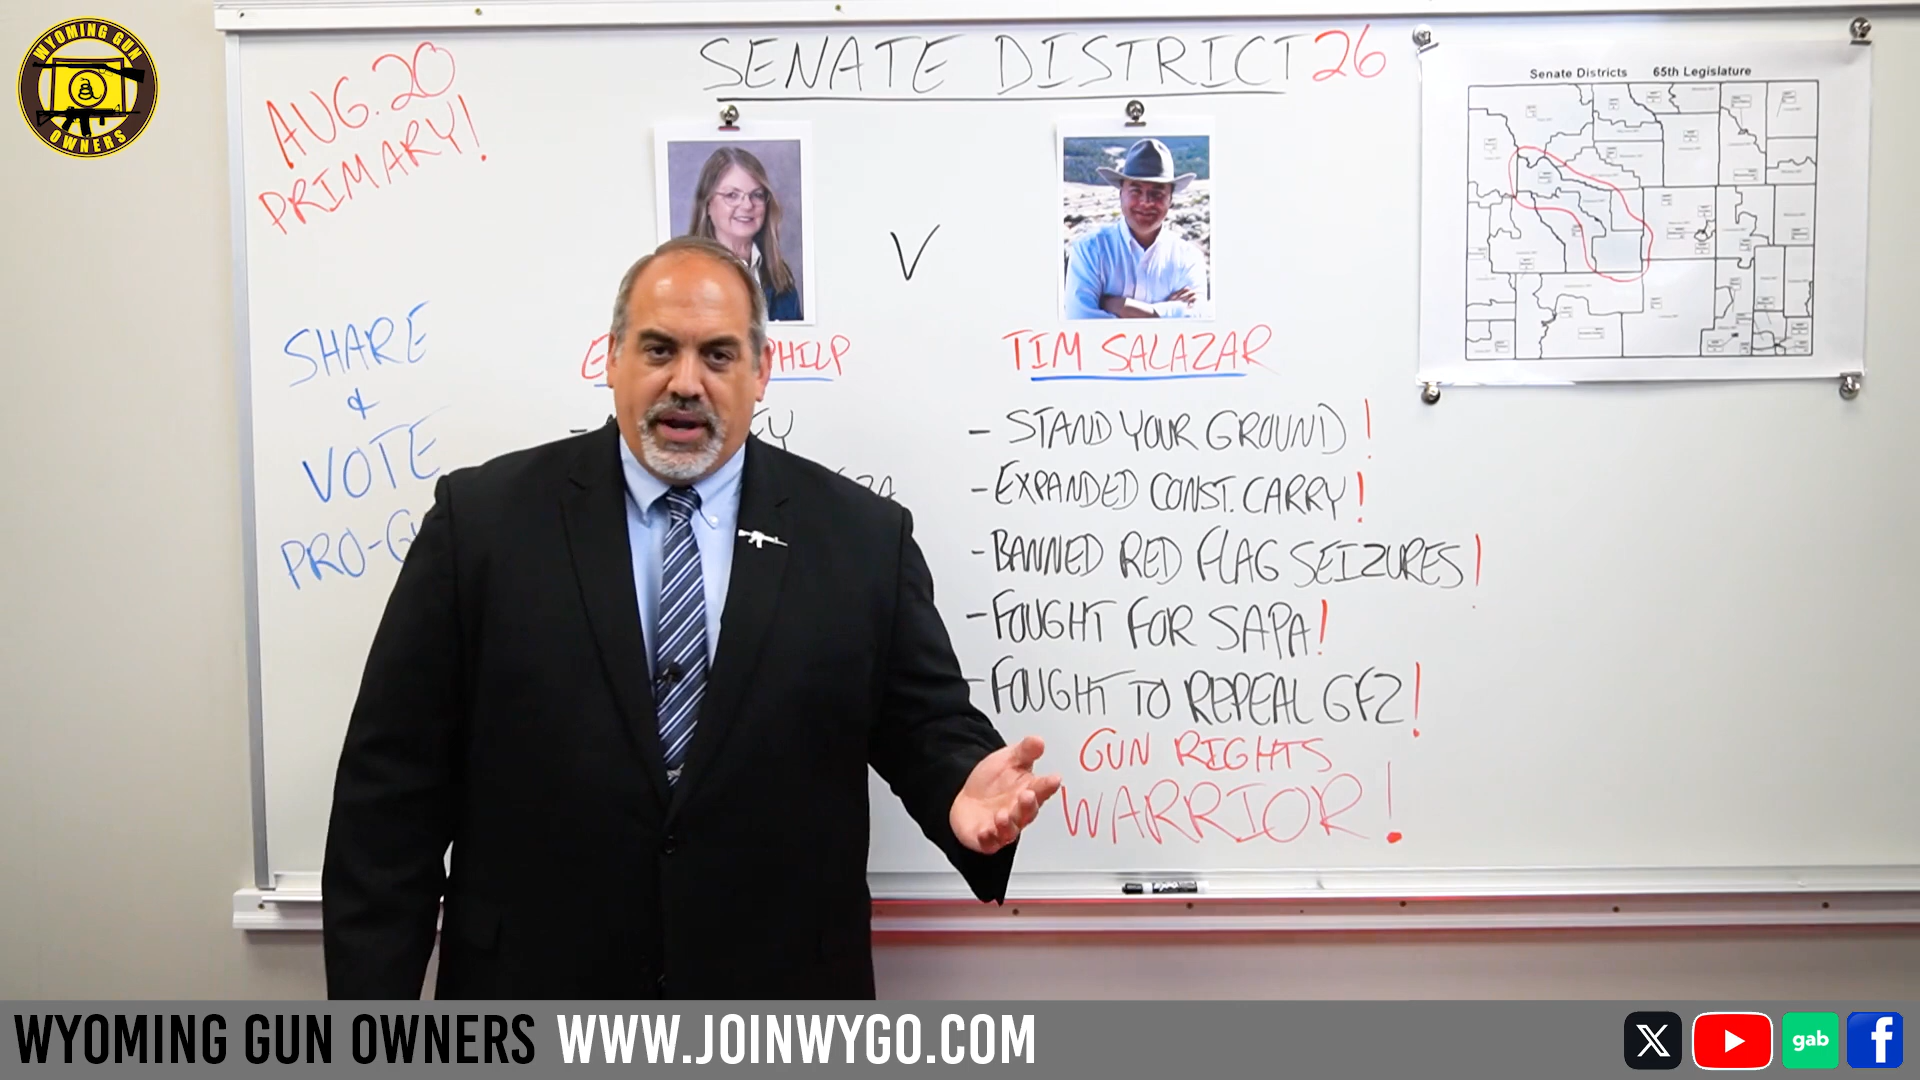 WYOMING GUN
OWNERS
AUG. 20
PRIMARY!
SENATE DISTRICT 26
Senate Districts 65th Legislature
V
PHILP
TIM SALAZAR
SHARE
&
VOTE
PRO-G
- STAND YOUR GROUND!
- EXPANDED CONST. CARRY!
- BANNED RED FLAG SEIZURES!
- FOUGHT FOR SAPA!
- FOUGHT TO REPEAL GFZ!
GUN RIGHTS
WARRIOR!
EXPO
WYOMING GUN OWNERS WWW.JOINWYGO.COM
X
gab
f